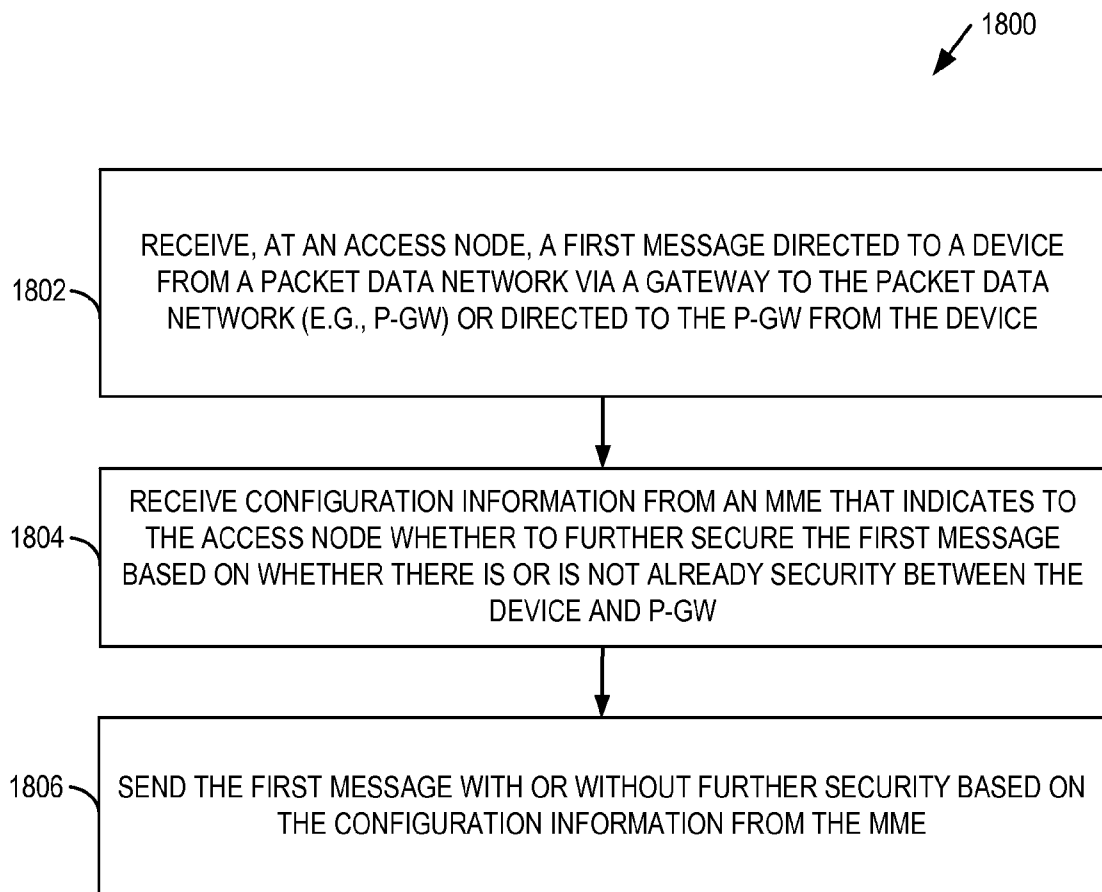 1800
1802
RECEIVE, AT AN ACCESS NODE, A FIRST MESSAGE DIRECTED TO A DEVICE
FROM A PACKET DATA NETWORK VIA A GATEWAY TO THE PACKET DATA
NETWORK (E.G., P-GW) OR DIRECTED TO THE P-GW FROM THE DEVICE
1804
RECEIVE CONFIGURATION INFORMATION FROM AN MME THAT INDICATES TO
THE ACCESS NODE WHETHER TO FURTHER SECURE THE FIRST MESSAGE
BASED ON WHETHER THERE IS OR IS NOT ALREADY SECURITY BETWEEN THE
DEVICE AND P-GW
1806
SEND THE FIRST MESSAGE WITH OR WITHOUT FURTHER SECURITY BASED ON
THE CONFIGURATION INFORMATION FROM THE MME